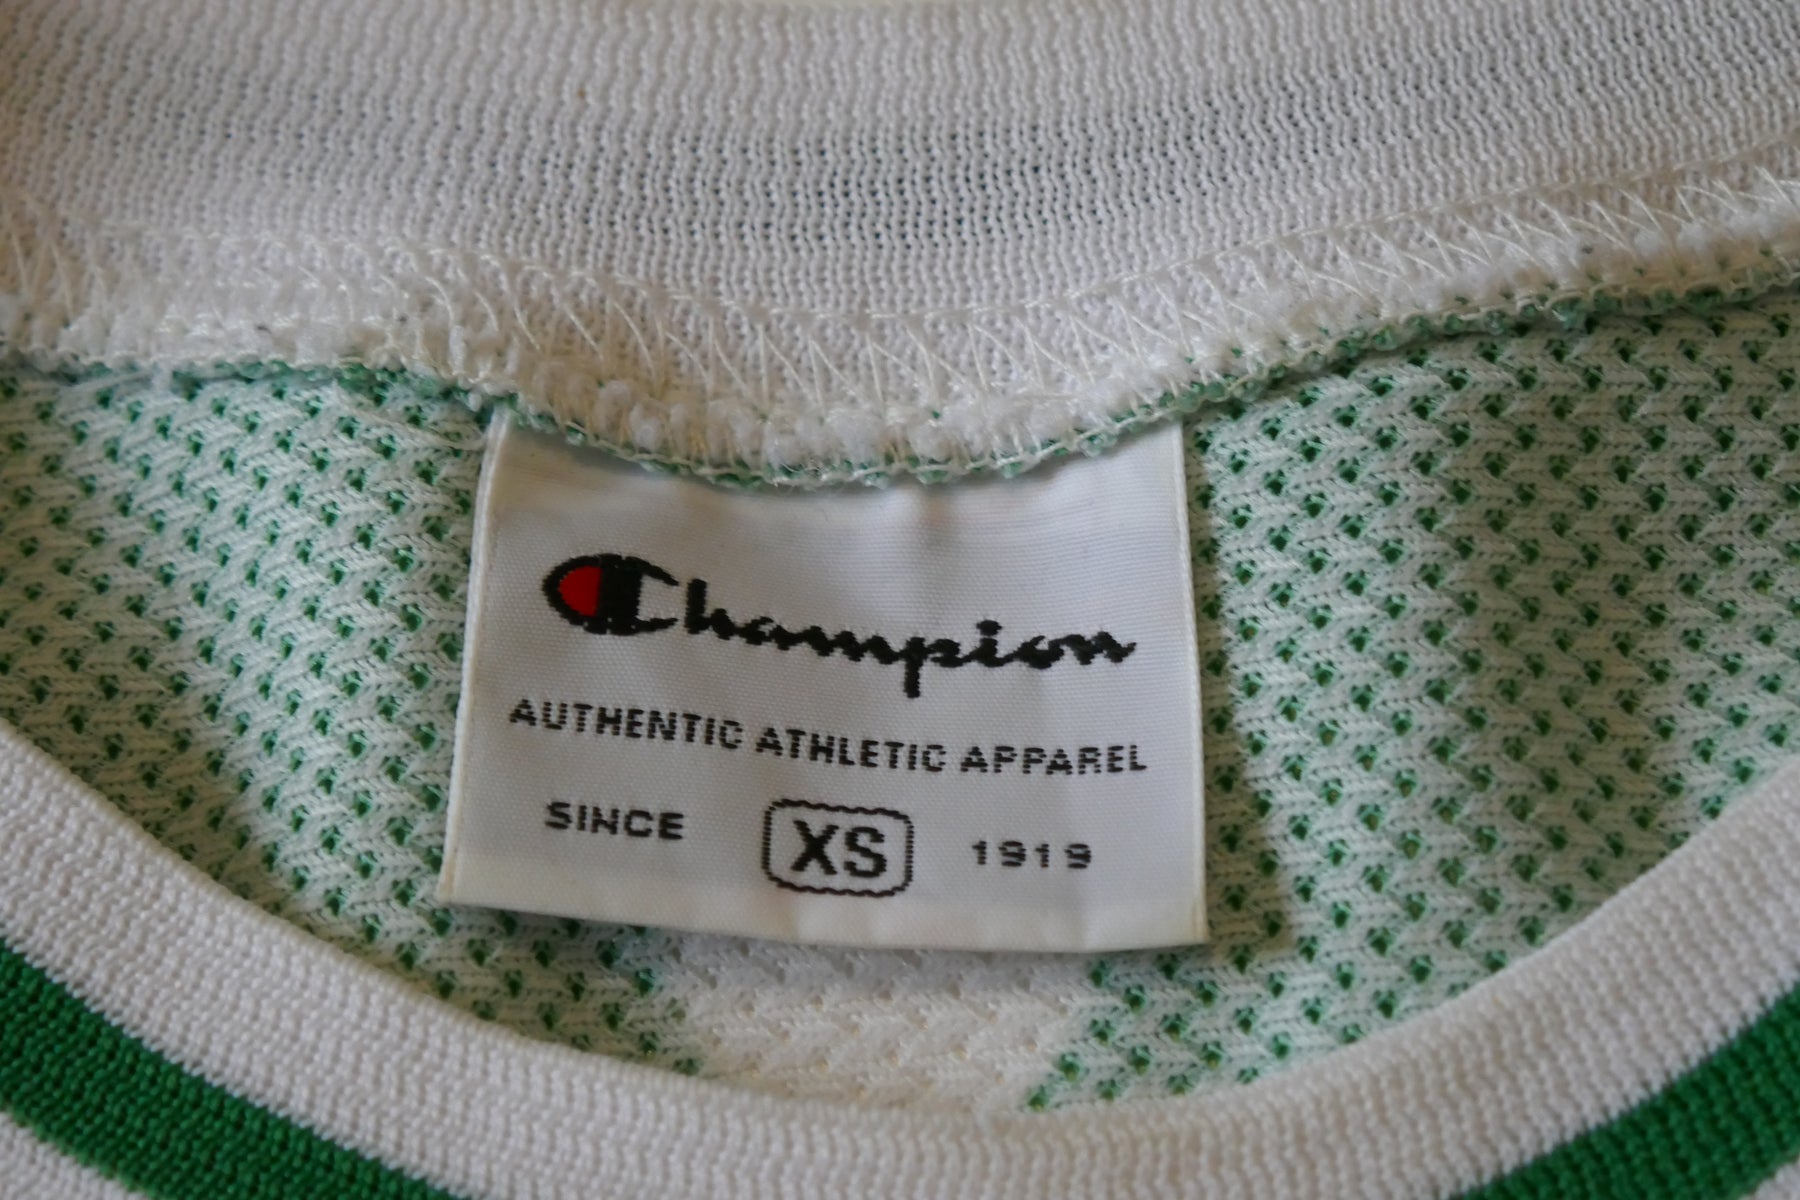 Champion
AUTHENTIC ATHLETIC APPAREL
SINCE XS 1919